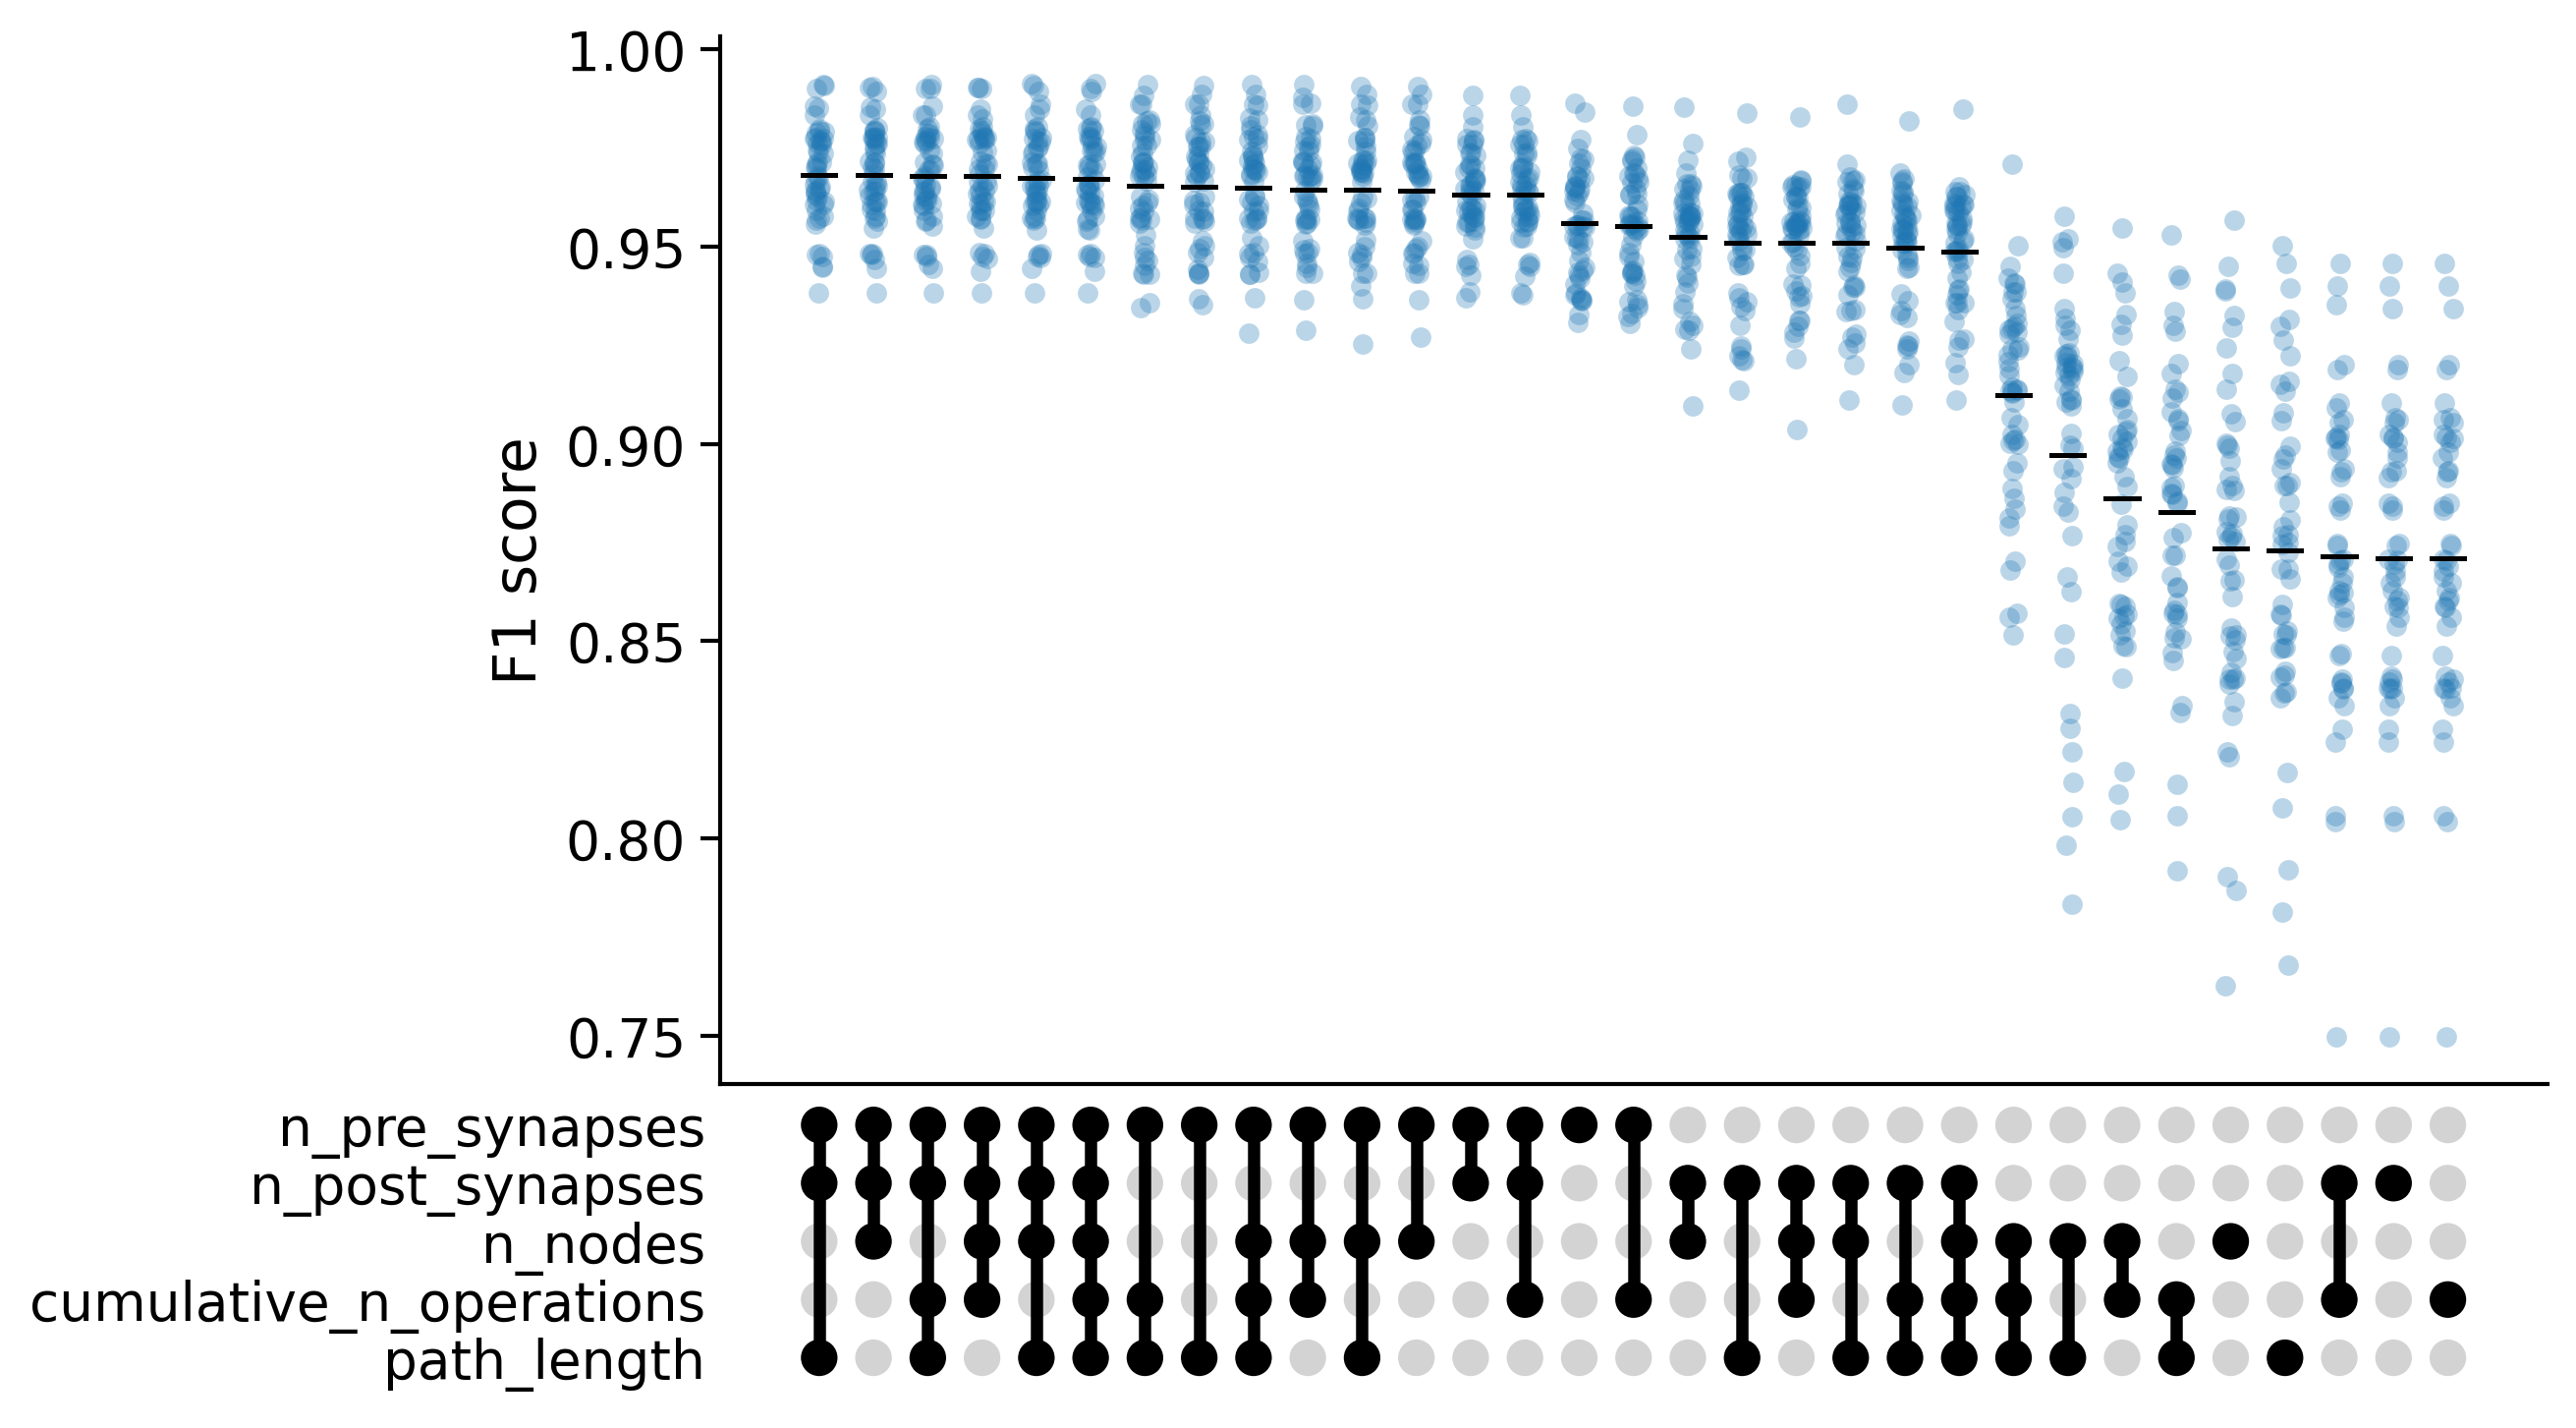 1.00
0.95
0.90
0.85
0.80
0.75
F1 score
n_pre_synapses
n_post_synapses
n_nodes
cumulative_n_operations
path_length